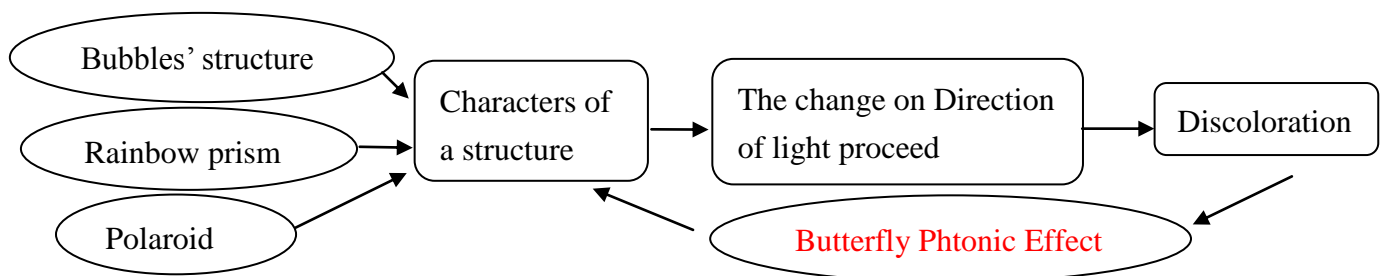 Bubbles’ structure
Rainbow prism
Polaroid
Characters of
a structure
The change on Direction
of light proceed
Discoloration
Butterfly Phtonic Effect